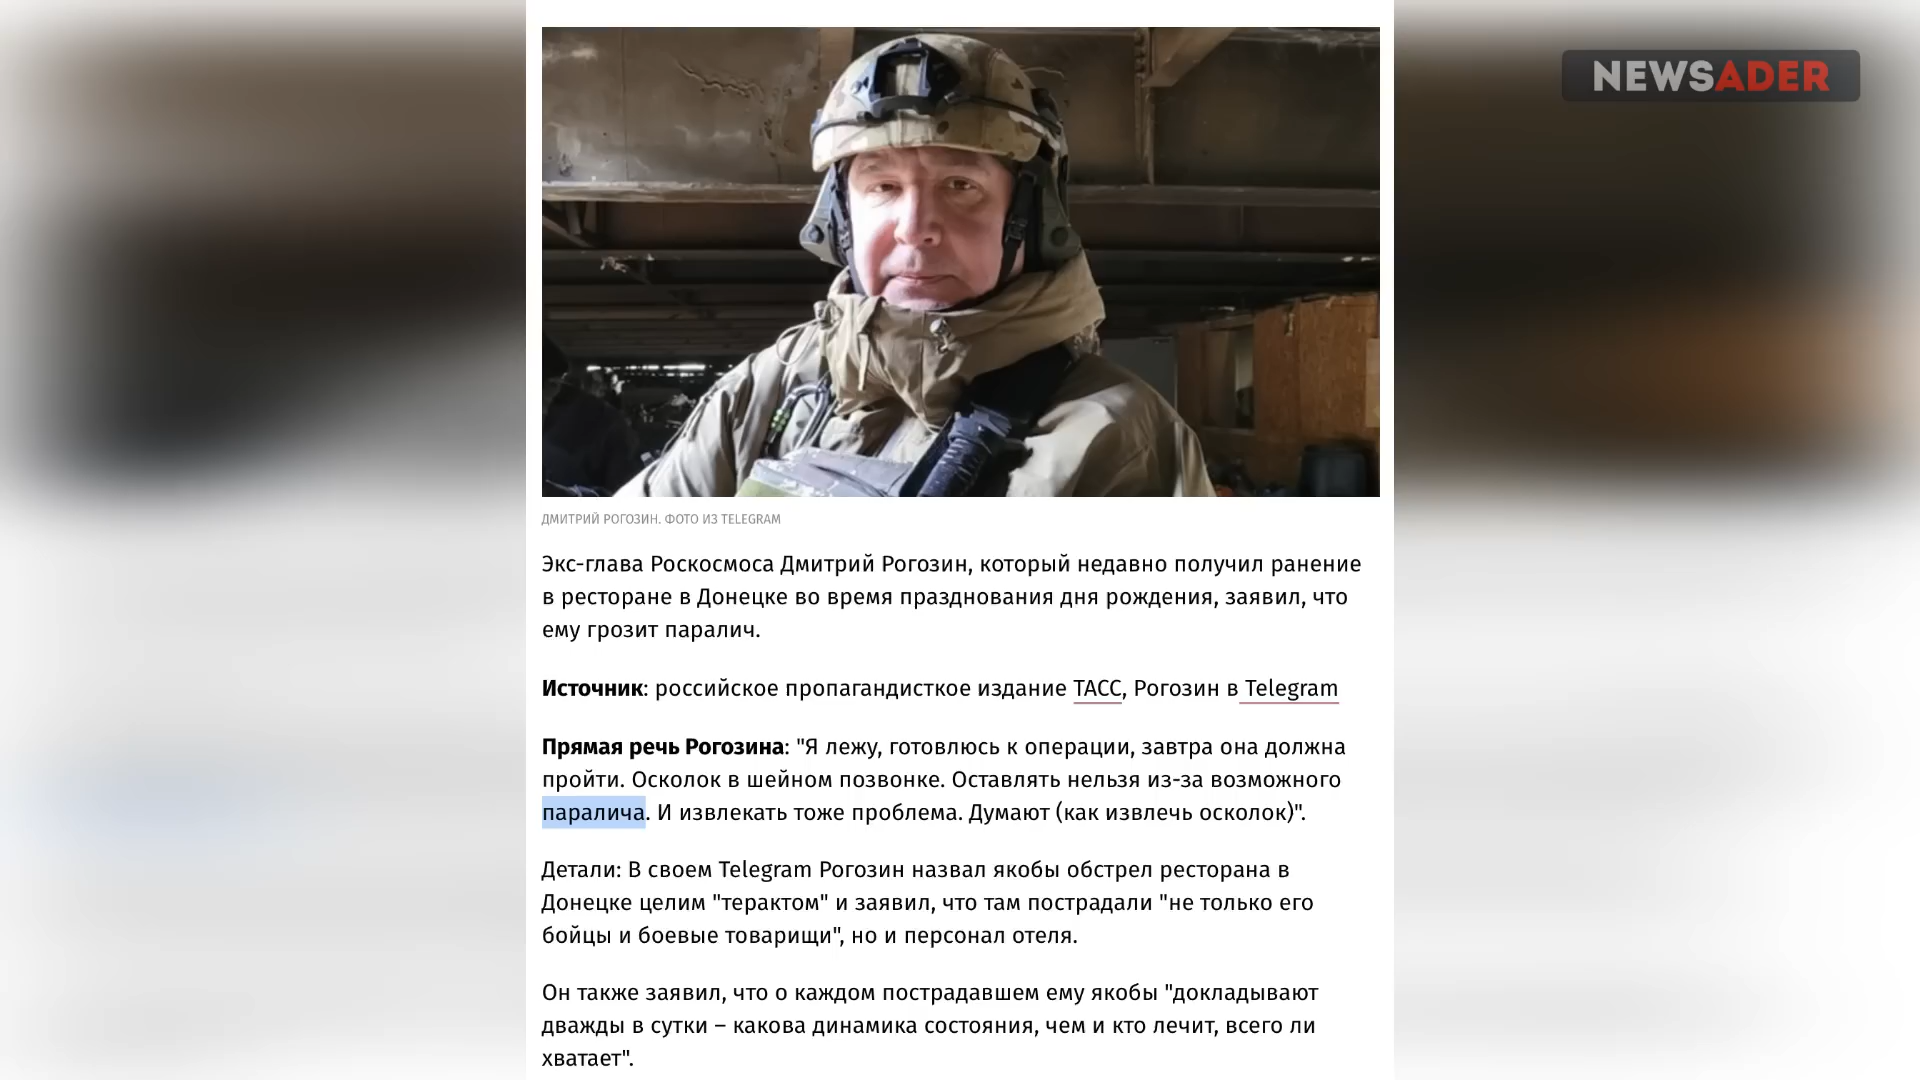 NEWSADER
ДМИТРИЙ РОГОЗИН. ФОТО ИЗ TELEGRAM
Экс-глава Роскосмоса Дмитрий Рогозин, который недавно получил ранение
в ресторане в Донецке во время празднования дня рождения, заявил, что
ему грозит паралич.
Источник: российское пропагандисткое издание ТАСС, Рогозин в Telegram
Прямая речь Рогозина: "Я лежу, готовлюсь к операции, завтра она должна
пройти. Осколок в шейном позвонке. Оставлять нельзя из-за возможного
паралича. И извлекать тоже проблема. Думают (как извлечь осколок)".
Детали: В своем Telegram Рогозин назвал якобы обстрел ресторана в
Донецке целим "терактом" и заявил, что там пострадали "не только его
бойцы и боевые товарищи", но и персонал отеля.
Он также заявил, что о каждом пострадавшем ему якобы "докладывают
дважды в сутки – какова динамика состояния, чем и кто лечит, всего ли
хватает".